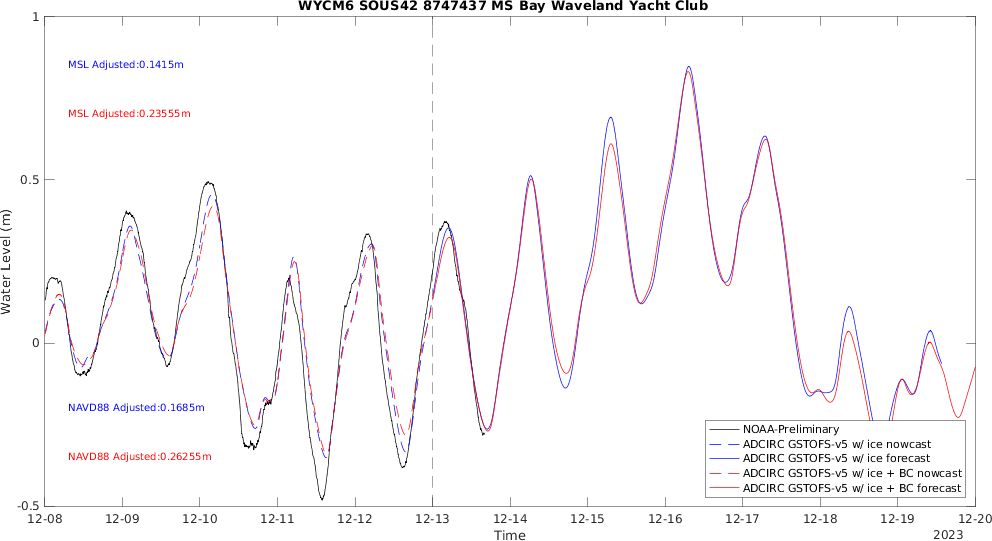 WYCM6 SOUS42 8747437 MS Bay Waveland Yacht Club
1
MSL Adjusted:0.1415m
MSL Adjusted:0.23555m
0.5
Water Level (m)
0
NAVD88 Adjusted:0.1685m
NAVD88 Adjusted:0.26255m
NOAA-Preliminary
ADCIRC GSTOFS-v5 w/ ice nowcast
ADCIRC GSTOFS-v5 w/ ice forecast
ADCIRC GSTOFS-v5 w/ ice + BC nowcast
ADCIRC GSTOFS-v5 w/ ice + BC forecast
-0.5
12-08 12-09 12-10 12-11 12-12 12-13 12-14 12-15 12-16 12-17 12-18 12-19 12-20
Time
2023